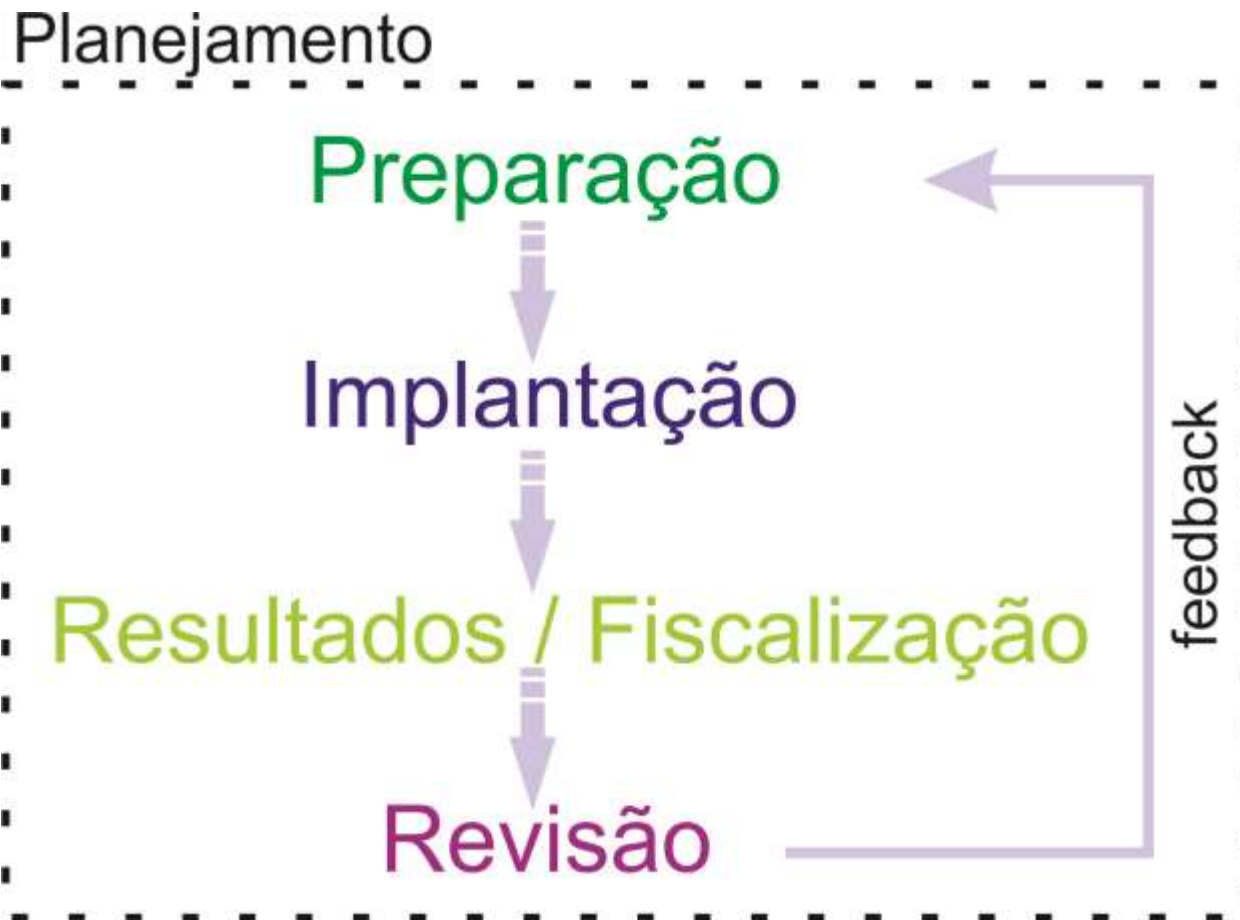 Planejamento
Preparação
Implantação
Resultados / Fiscalização
Revisão
feedback